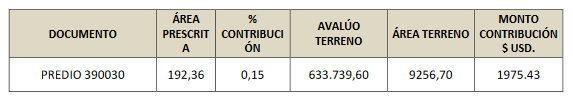 DOCUMENTO
ÁREA
PRESCRIT
A
%
CONTRIBUCI
ÓN
AVALÚO
TERRENO
ÁREA TERRENO
MONTO
CONTRIBUCIÓN
$ USD.
PREDIO 390030 192,36 0,15 633.739,60 9256,70 1975.43